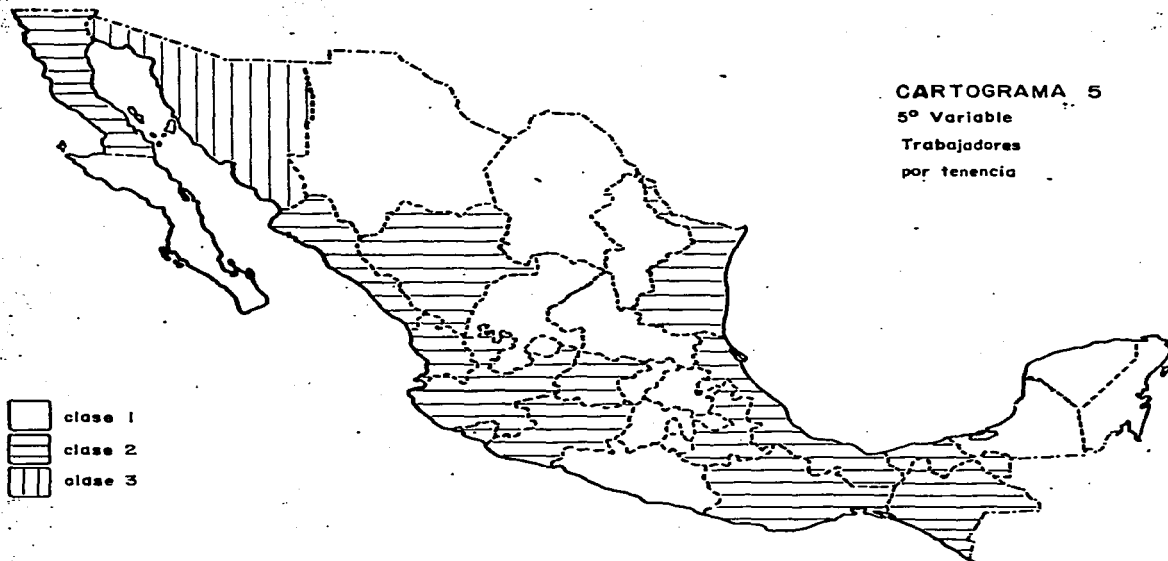 CARTOGRAMA 5
5º Variable
Trabajadores
por tenencia
clase 1
clase 2
clase 3